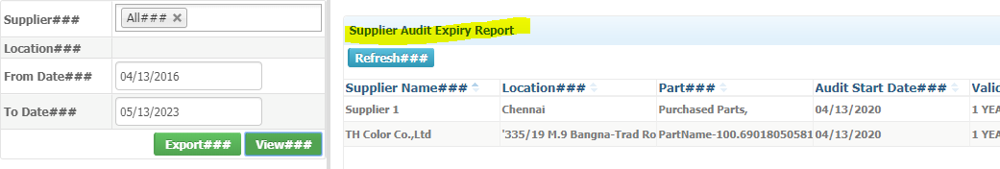 Supplier### All### ×
Location###
From Date### 04/13/2016
To Date### 05/13/2023
Export### View###
Supplier Audit Expiry Report
Refresh###
Supplier Name### Location### Part### Audit Start Date### Valid
Supplier 1 Chennai Purchased Parts, 04/13/2020 1 YEA
TH Color Co.,Ltd '335/19 M.9 Bangna-Trad Ro PartName-100.69018050581 04/13/2020 1 YEA